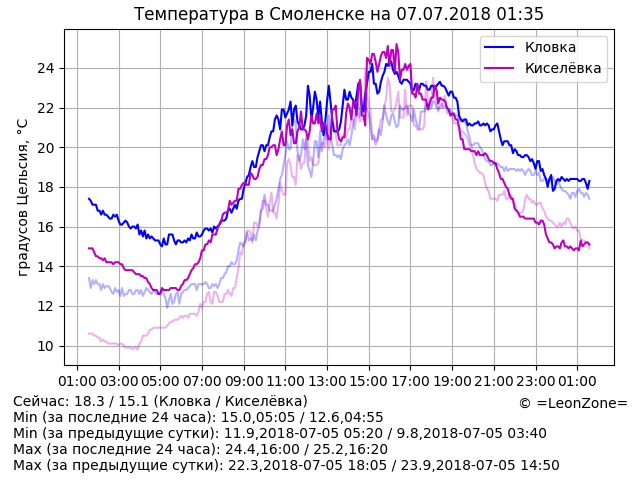 Температура в Смоленске на 07.07.2018 01:35
Кловка
Киселёвка
градусов Цельсия, °C
24
22
20
18
16
14
12
10
01:00 03:00 05:00 07:00 09:00 11:00 13:00 15:00 17:00 19:00 21:00 23:00 01:00
Сейчас: 18.3 / 15.1 (Кловка / Киселёвка)
© =LeonZone=
Min (за последние 24 часа): 15.0,05:05 / 12.6,04:55
Min (за предыдущие сутки): 11.9,2018-07-05 05:20 / 9.8,2018-07-05 03:40
Max (за последние 24 часа): 24.4,16:00 / 25.2,16:20
Max (за предыдущие сутки): 22.3,2018-07-05 18:05 / 23.9,2018-07-05 14:50